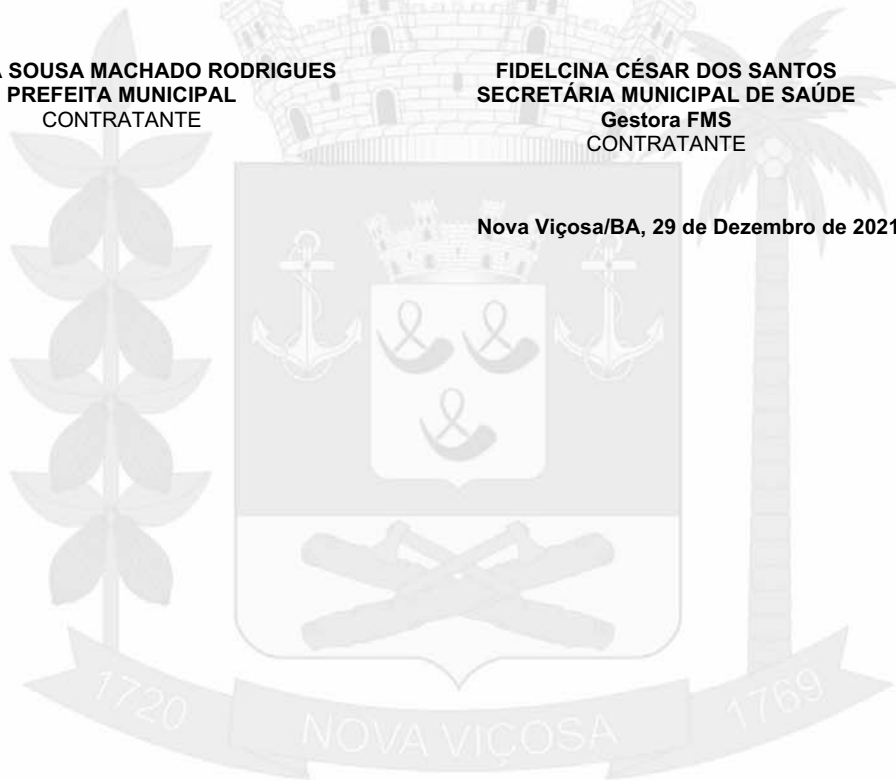 SOUSA MACHADO RODRIGUES
PREFEITA MUNICIPAL
CONTRATANTE
FIDELCINA CÉSAR DOS SANTOS
SECRETÁRIA MUNICIPAL DE SAÚDE
Gestora FMS
CONTRATANTE
Nova Viçosa/BA, 29 de Dezembro de 2021
1720
NOVA VIÇOSA
1769